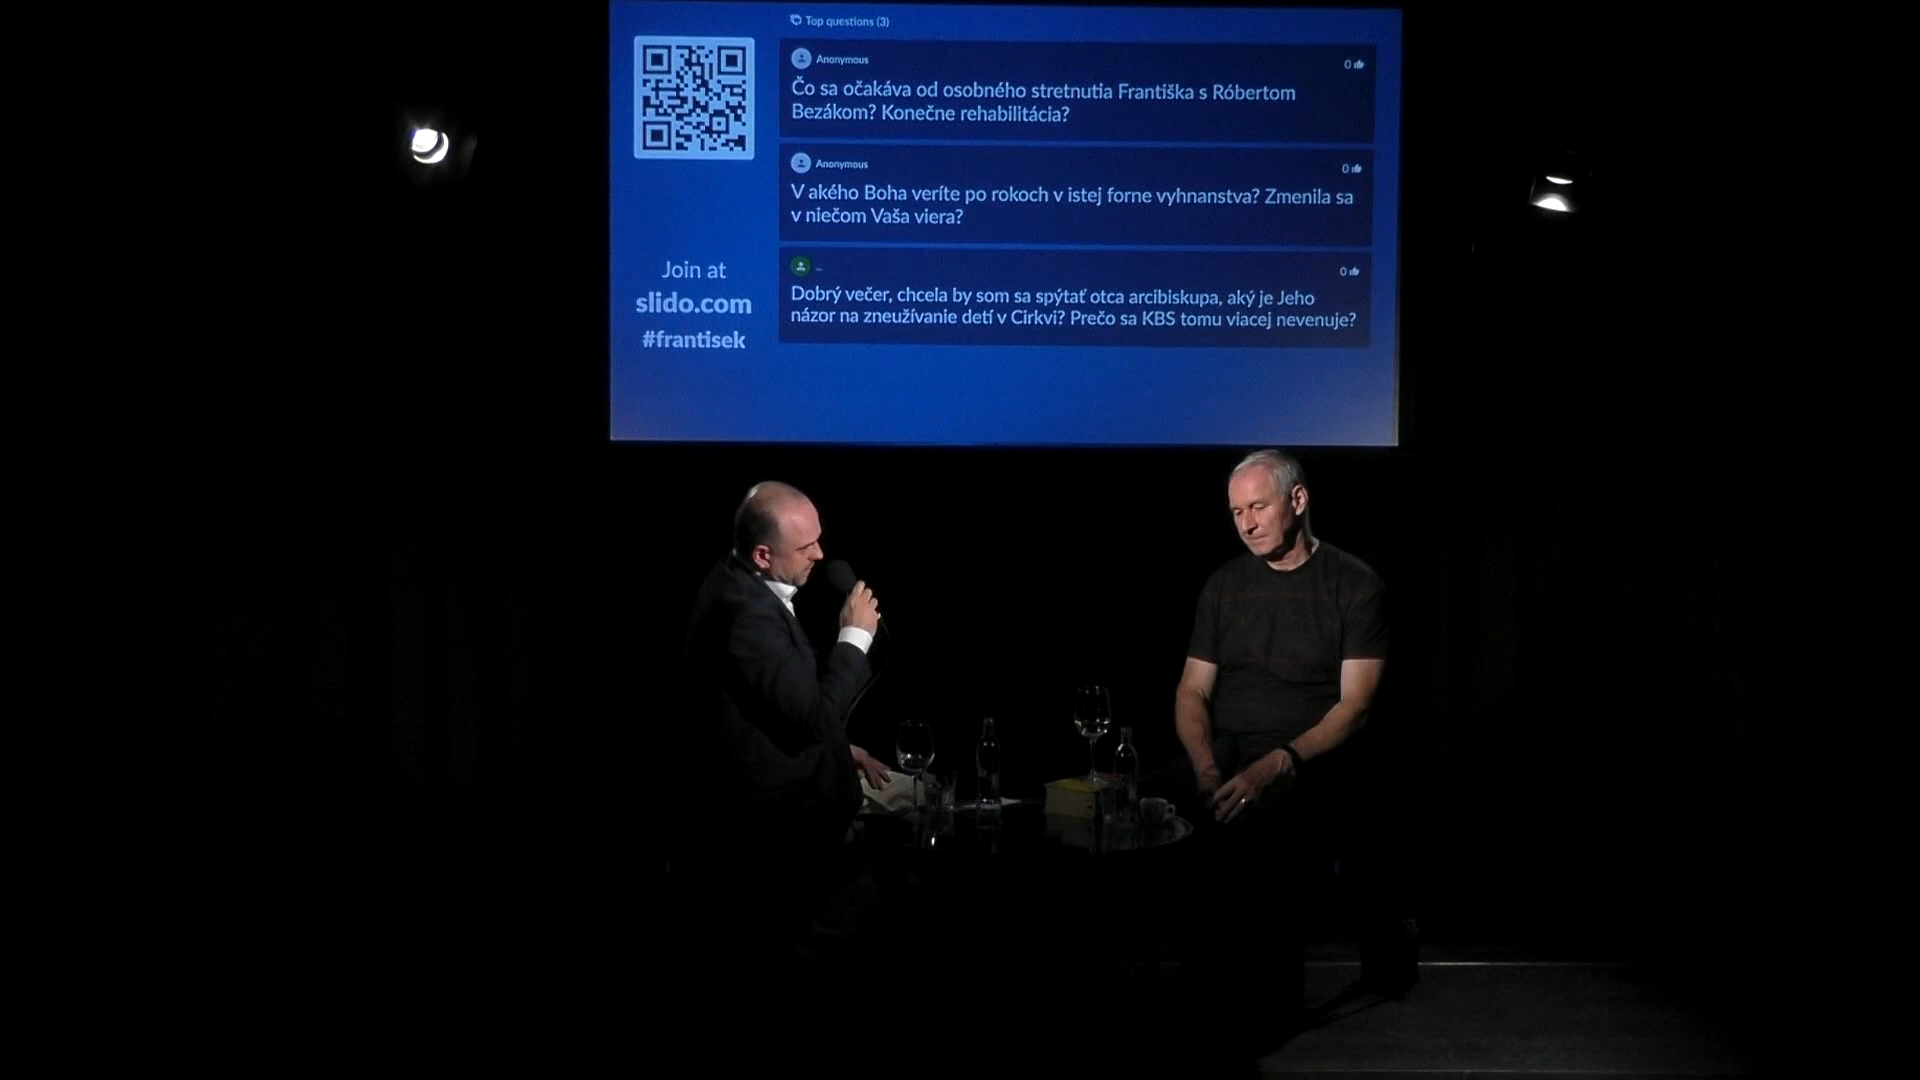 Top questions (3)
Anonymous
0
Čo sa očakáva od osobného stretnutia Františka s Róbertom
Bezákom? Konečne rehabilitácia?
Anonymous
0
V akého Boha veríte po rokoch v istej forne vyhnanstva? Zmenila sa
v niečom Vaša viera?
_
0
Dobrý večer, chcela by som sa spýtať otca arcibiskupa, aký je Jeho
názor na zneužívanie detí v Cirkvi? Prečo sa KBS tomu viacej nevenuje?
Join at
slido.com
#frantisek